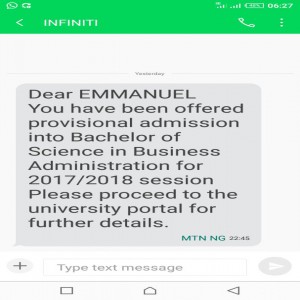 06:27
INFINITI
Yesterday
Dear EMMANUEL
You have been offered
provisional admission
into Bachelor of
Science in Business
Administration for
2017/2018 session
Please proceed to the
university portal for
further details.
MTN NG 22:45
Type text message